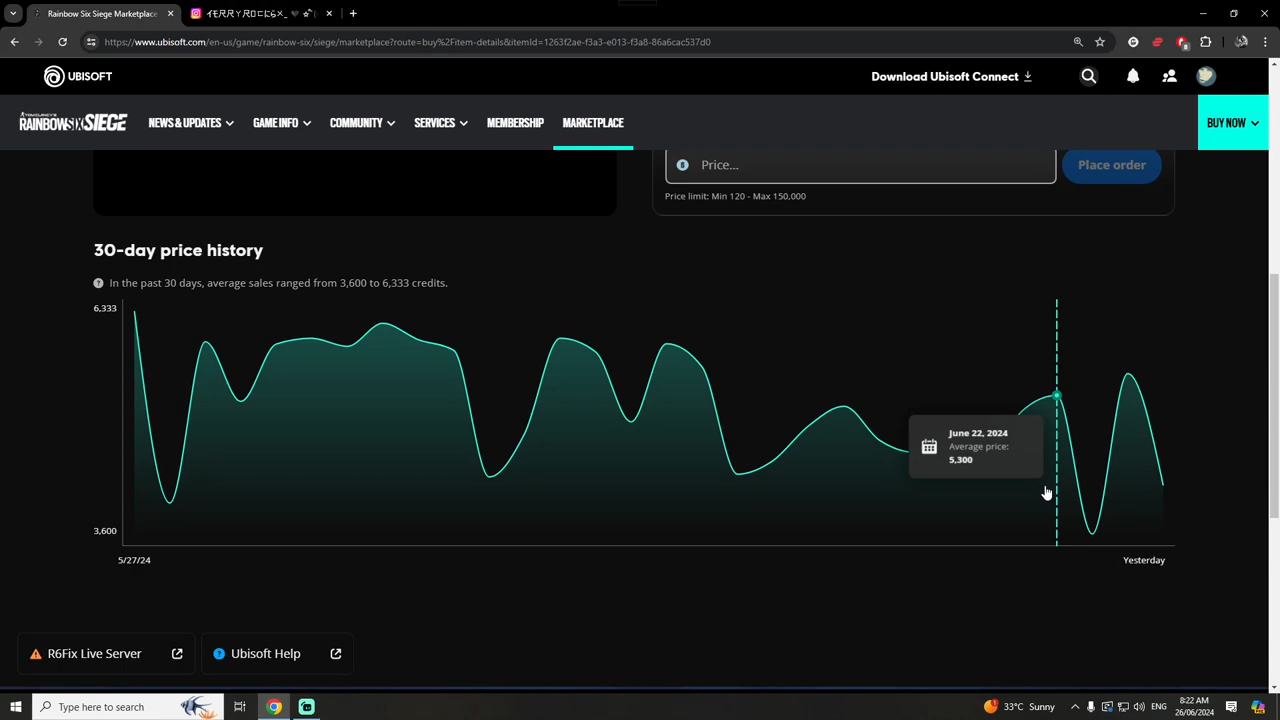 Rainbow Six Siege Marketplace
https://www.ubisoft.com/en-us/game/rainbow-six/siege/marketplace?route=buy%2Fitem-details&itemId=1263f2ae-f3a3-e013-f3a8-86a6cac537d0
UBISOFT
Download Ubisoft Connect
TOM CLANCY'S
RAINBOW SIX SIEGE
NEWS & UPDATES
GAME INFO
COMMUNITY
SERVICES
MEMBERSHIP
MARKETPLACE
BUY NOW
Price...
Place order
Price limit: Min 120 - Max 150,000
30-day price history
In the past 30 days, average sales ranged from 3,600 to 6,333 credits.
6,333
June 22, 2024
Average price:
5,300
3,600
5/27/24
Yesterday
R6Fix Live Server
Ubisoft Help
Type here to search
33°C Sunny
ENG
8:22 AM
26/06/2024